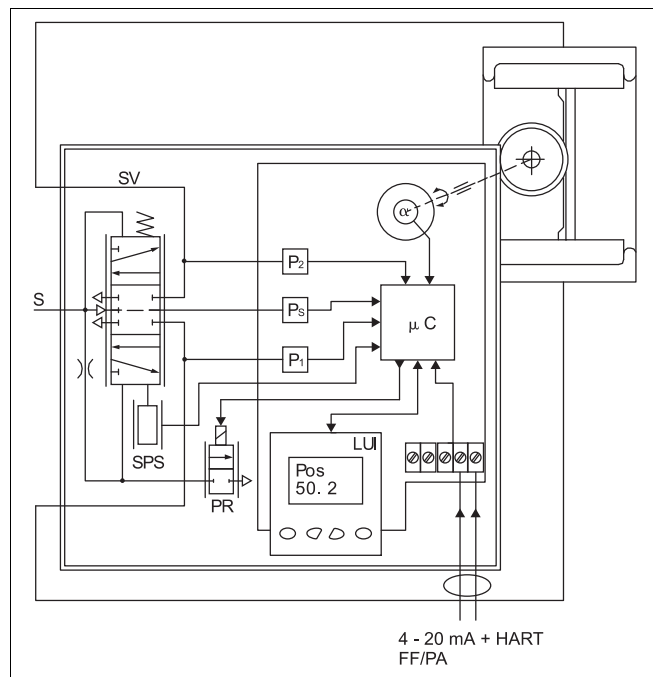 SV
α
P2
S
PS
μ C
P1
SPS
PR
LUI
Pos
50. 2
4 - 20 mA + HART
FF/PA